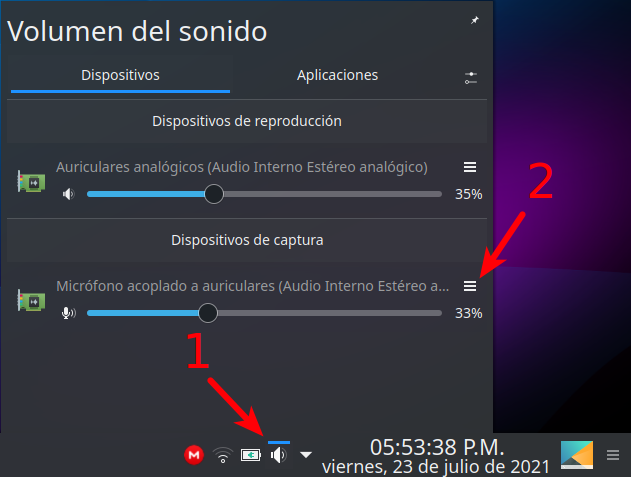 Volumen del sonido
Dispositivos
Aplicaciones
Dispositivos de reproducción
Auriculares analógicos (Audio Interno Estéreo analógico)
35%
2
Dispositivos de captura
Micrófono acoplado a auriculares (Audio Interno Estéreo a...
33%
1
M
05:53:38 P.M.
viernes, 23 de julio de 2021